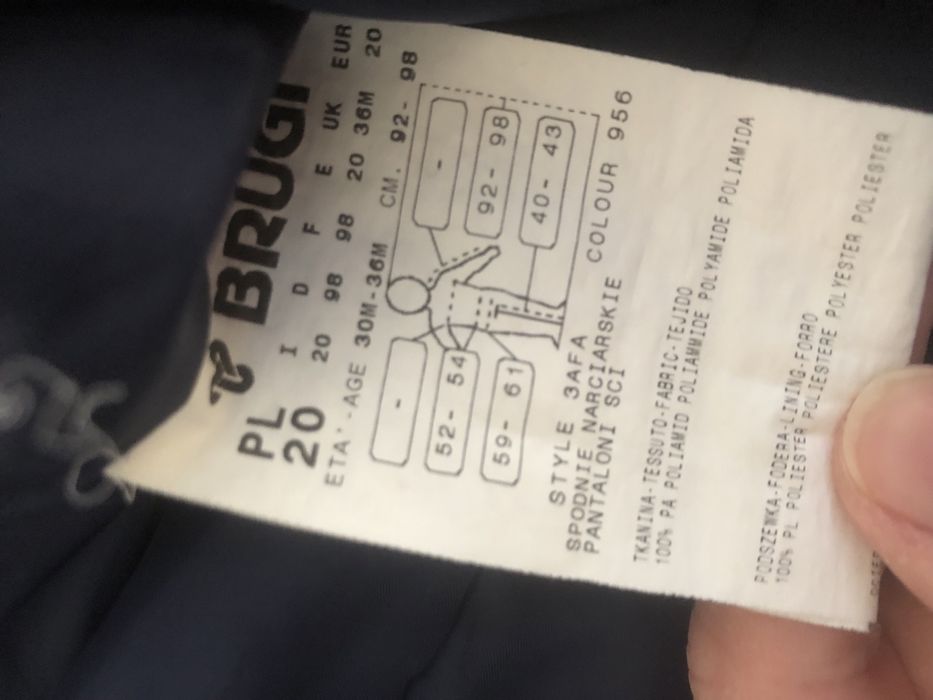 BRUGI
PL I D F E UK EUR
20 20 98 98 20 36M 20
ETA'-AGE 30M-36M CM. 92-98
-
-
92-98
52-54
40-43
59-61
STYLE 3AFA COLOUR 956
SPODNIE NARCIARSKIE
PANTALONI SCI
TKANINA-TESSUTO-FABRIC-TEJIDO
100% PA POLIAMID POLIAMMIDE POLYAMIDE POLIAMIDA
PODSZEWKA-FODERA-LINING-FORRO
100% PL POLIESTER POLIESTERE POLYESTER POLIESTER